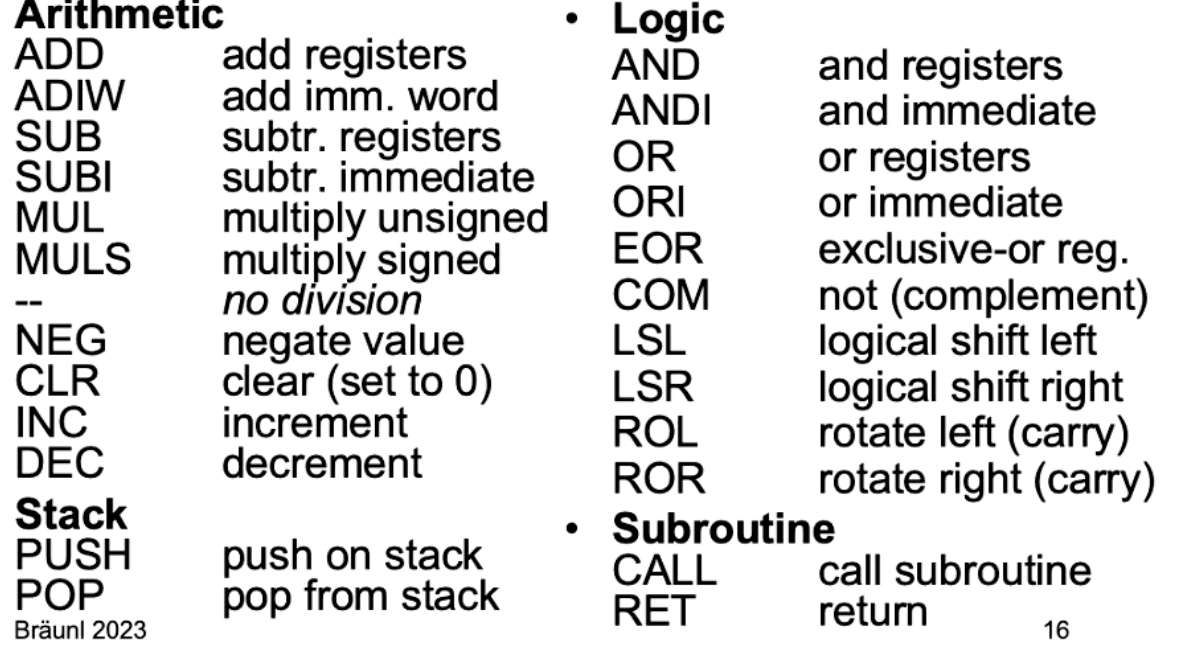 Arithmetic
ADD add registers
ADIW add imm. word
SUB subtr. registers
SUBI subtr. immediate
MUL multiply unsigned
MULS multiply signed
-- no division
NEG negate value
CLR clear (set to 0)
INC increment
DEC decrement
Stack
PUSH push on stack
POP pop from stack
Bräunl 2023
• Logic
AND and registers
ANDI and immediate
OR or registers
ORI or immediate
EOR exclusive-or reg.
COM not (complement)
LSL logical shift left
LSR logical shift right
ROL rotate left (carry)
ROR rotate right (carry)
• Subroutine
CALL call subroutine
RET return
16